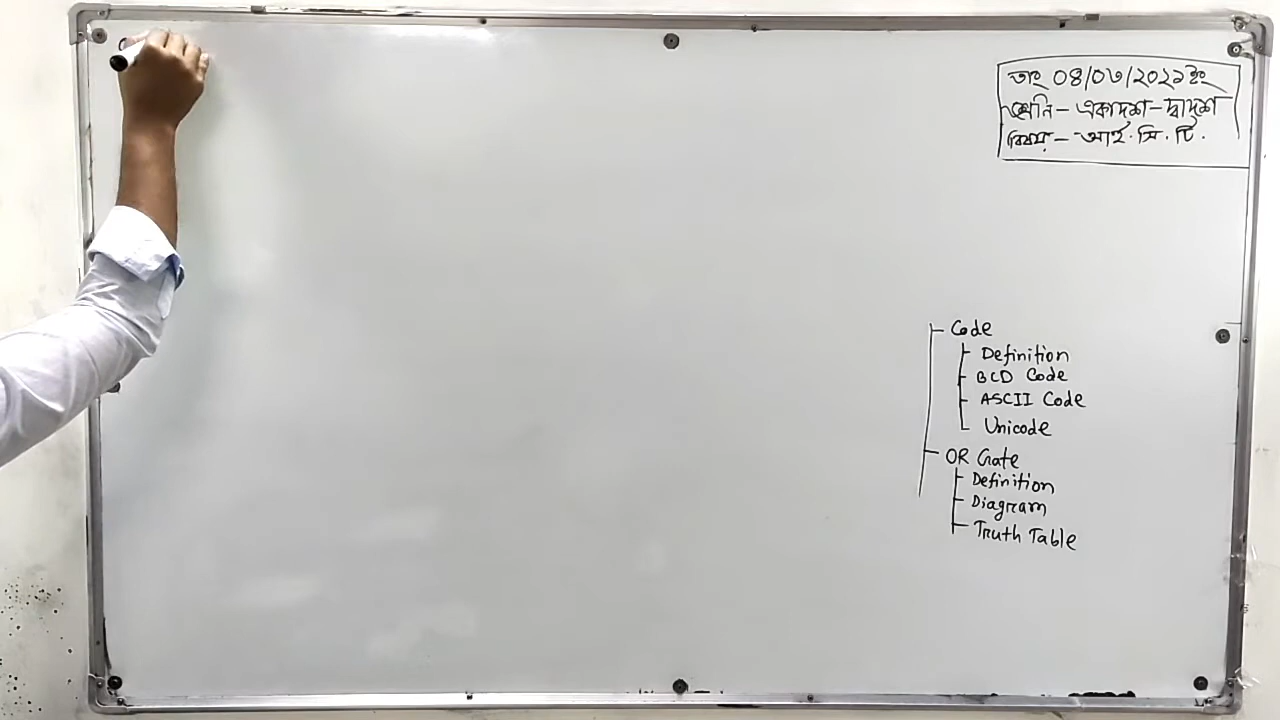 তাং ০৪/০৩/২০২১ ইং
শ্রেনি - একাদশ - দ্বাদশ
বিষয় - আই.সি.টি.
Code
Definition
BCD Code
ASCII Code
Unicode
OR Gate
Definition
Diagram
Truth Table